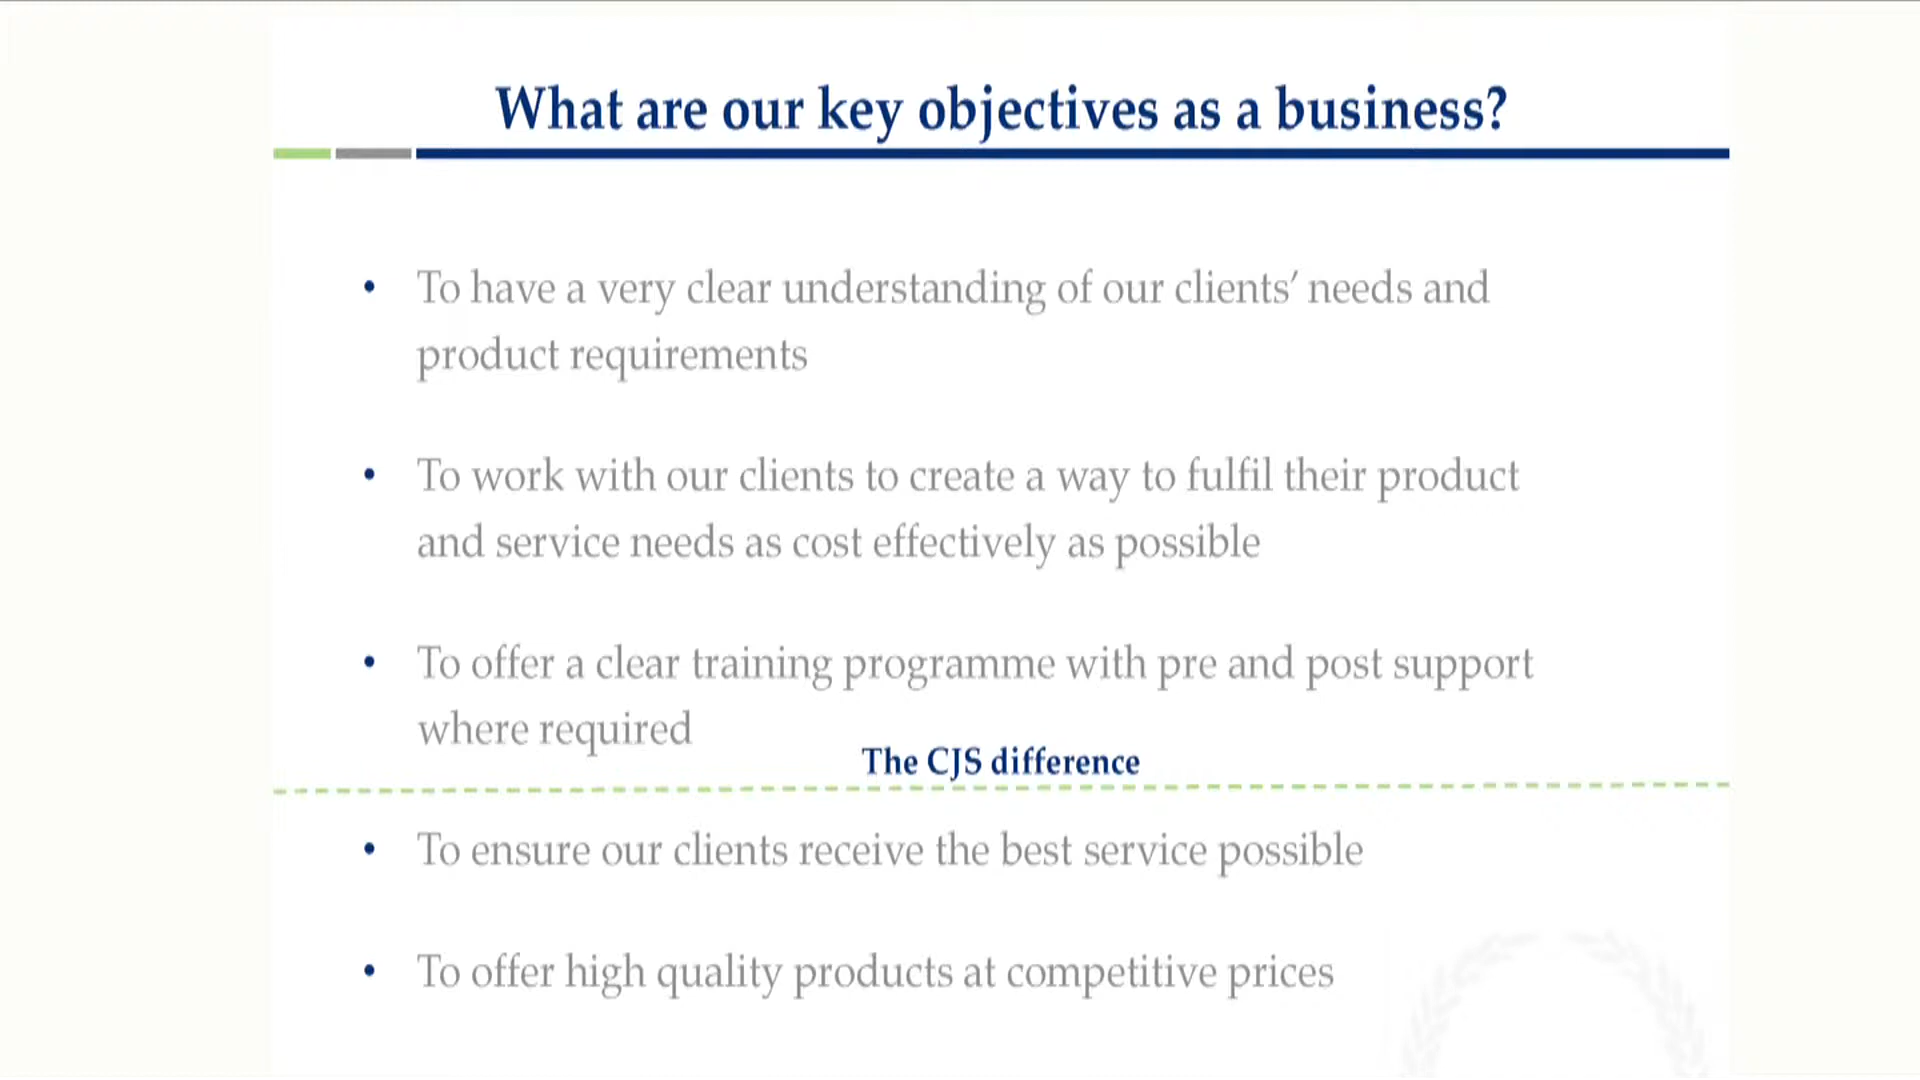 What are our key objectives as a business?
• To have a very clear understanding of our clients’ needs and
product requirements
• To work with our clients to create a way to fulfil their product
and service needs as cost effectively as possible
• To offer a clear training programme with pre and post support
where required
The CJS difference
• To ensure our clients receive the best service possible
• To offer high quality products at competitive prices